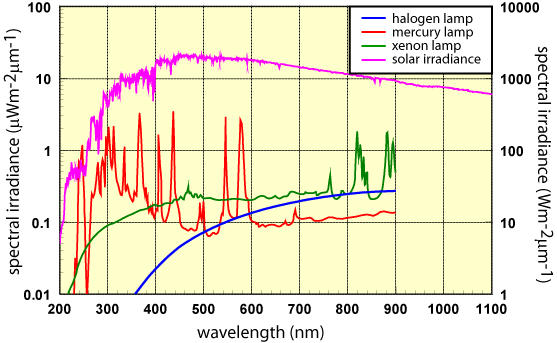 100
10
1
0.1
0.01
spectral irradiance (μWm-2μm-1)
halogen lamp
mercury lamp
xenon lamp
solar irradiance
10000
1000
100
10
1
spectral irradiance (Wm-2μm-1)
200 300 400 500 600 700 800 900 1000 1100
wavelength (nm)